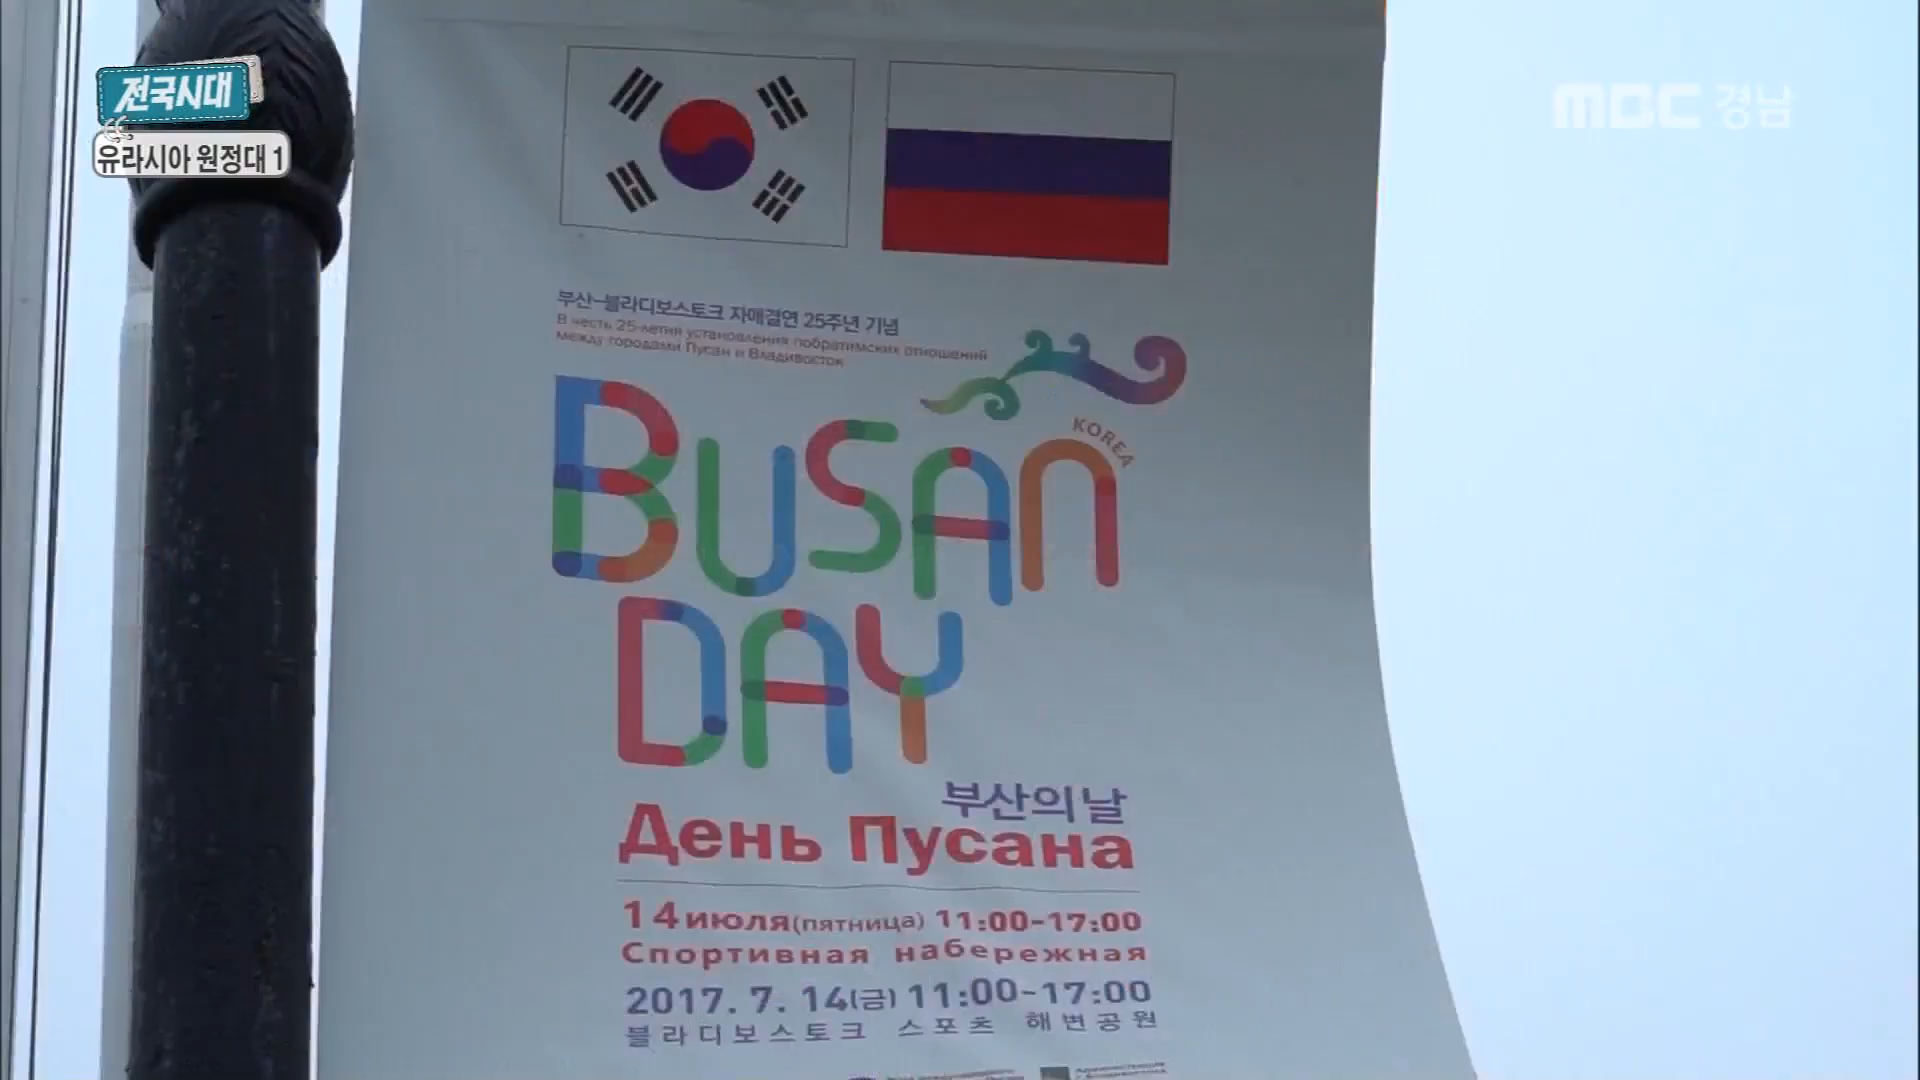 전국시대
유라시아 원정대 1
MBC 경남
부산-블라디보스토크 자매결연 25주년 기념
В честь 25-летия установления побратимских отношений
между городами Пусан и Владивосток
KOREA
BUSAN
DAY
부산의날
День Пусана
14 июля(пятница) 11:00-17:00
Спортивная набережная
2017. 7. 14(금) 11:00-17:00
블라디보스토크 스포츠 해변공원